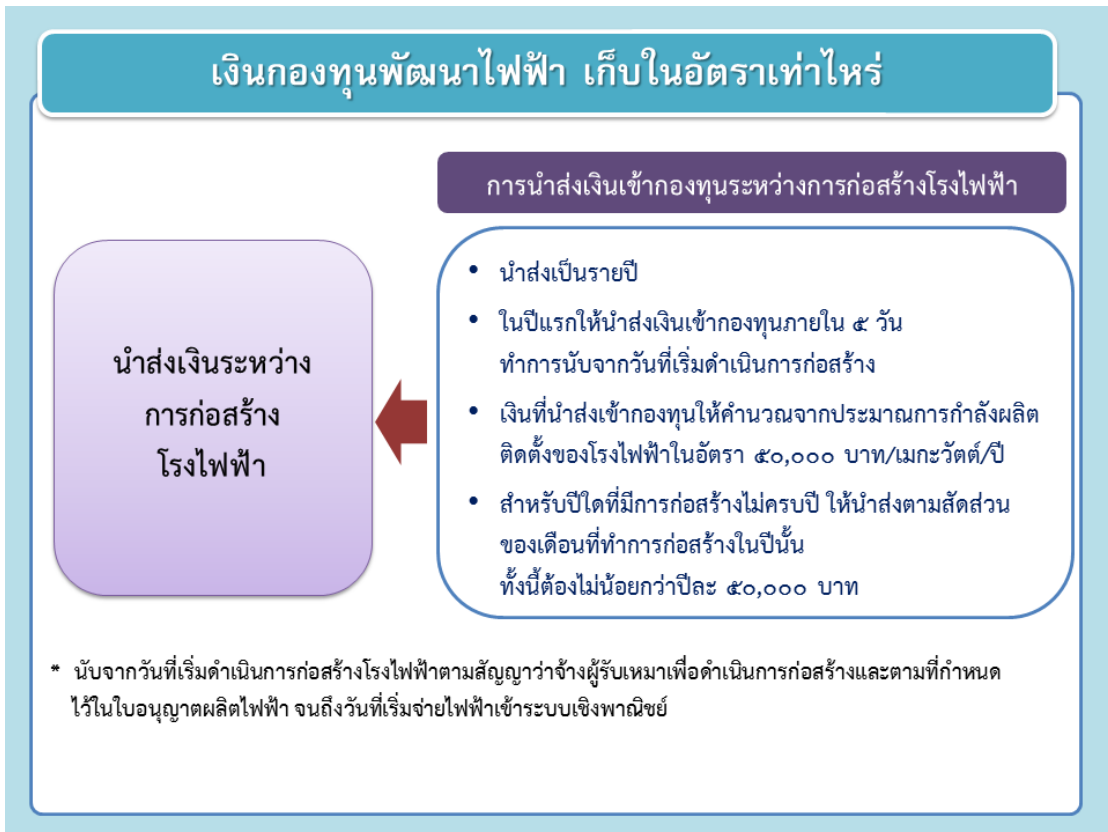 เงินกองทุนพัฒนาไฟฟ้า เก็บในอัตราเท่าไหร่
การนำส่งเงินเข้ากองทุนระหว่างการก่อสร้างโรงไฟฟ้า
นำส่งเงินระหว่าง
การก่อสร้าง
โรงไฟฟ้า
• นำส่งเป็นรายปี
• ในปีแรกให้นำส่งเงินเข้ากองทุนภายใน ๕ วัน
ทำการนับจากวันที่เริ่มดำเนินการก่อสร้าง
• เงินที่นำส่งเข้ากองทุนให้คำนวณจากประมาณการกำลังผลิต
ติดตั้งของโรงไฟฟ้าในอัตรา ๕๐,๐๐๐ บาท/เมกะวัตต์/ปี
• สำหรับปีใดที่มีการก่อสร้างไม่ครบปี ให้นำส่งตามสัดส่วน
ของเดือนที่ทำการก่อสร้างในปีนั้น
ทั้งนี้ต้องไม่น้อยกว่าปีละ ๕๐,๐๐๐ บาท
* นับจากวันที่เริ่มดำเนินการก่อสร้างโรงไฟฟ้าตามสัญญาว่าจ้างผู้รับเหมาเพื่อดำเนินการก่อสร้างและตามที่กำหนด
ไว้ในใบอนุญาตผลิตไฟฟ้า จนถึงวันที่เริ่มจ่ายไฟฟ้าเข้าระบบเชิงพาณิชย์